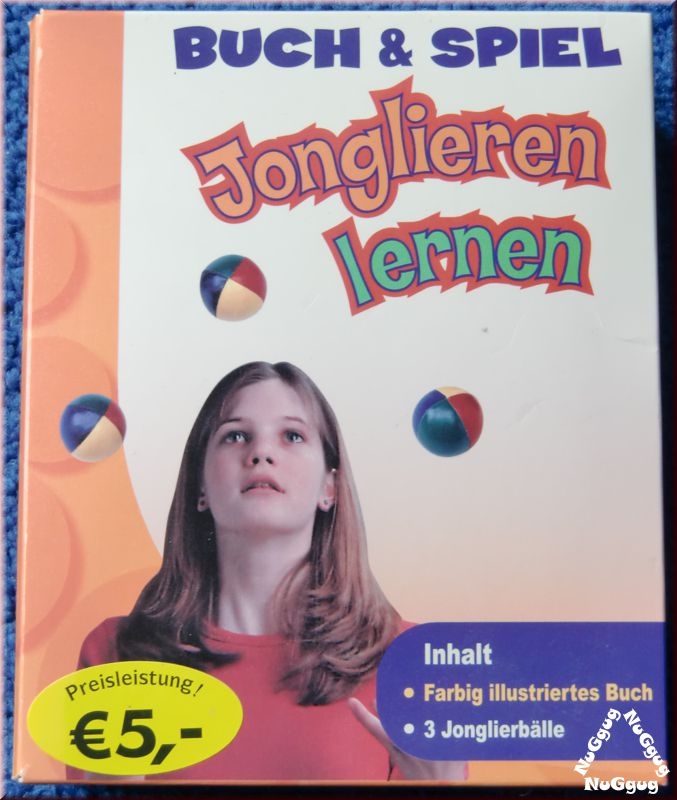 BUCH & SPIEL
Jonglieren
lernen
Inhalt
• Farbig illustriertes Buch
• 3 Jonglierbälle
Preisleistung!
€5,-
NuGgug
NuGgug
NuGgug